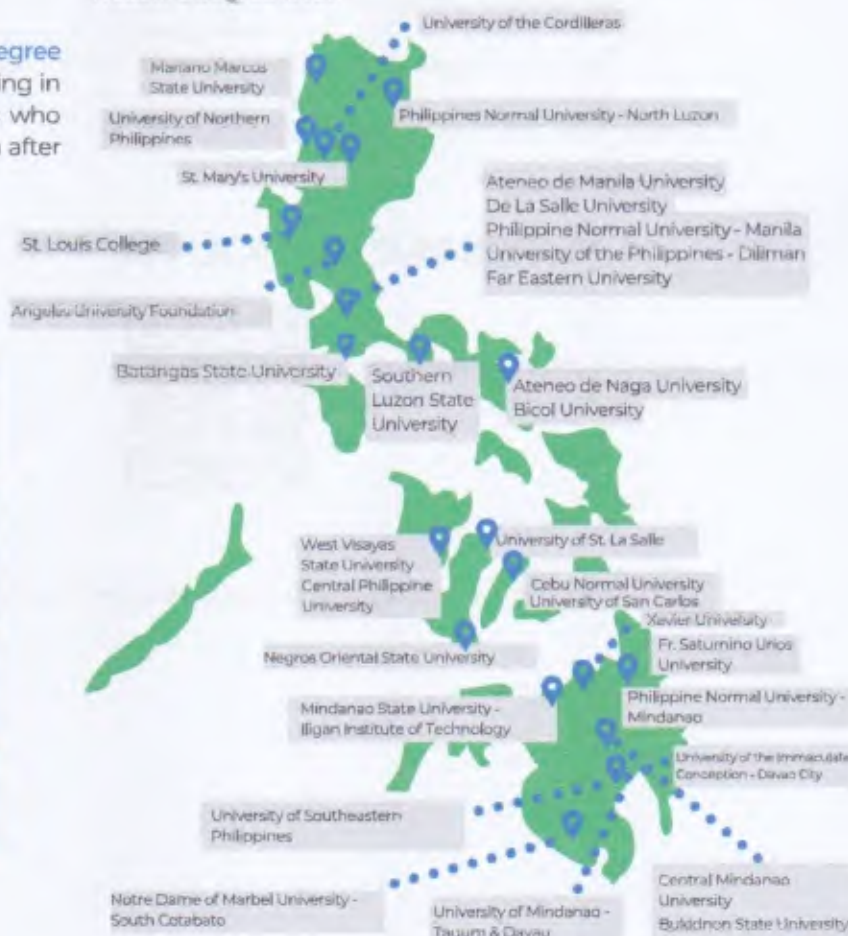 egree
ing in
who
after
University of the Cordilleras
Mariano Marcos
State University
Philippines Normal University - North Luzon
University of Northern
Philippines
St. Mary's University
Ateneo de Manila University
De La Salle University
Philippine Normal University - Manila
University of the Philippines - Diliman
Far Eastern University
St. Louis College
Angeles University Foundation
Batangas State University
Southern
Luzon State
University
Ateneo de Naga University
Bicol University
West Visayas
State University
Central Philippine
University
University of St. La Salle
Cebu Normal University
University of San Carlos
Xavier University
Fr. Saturnino Urios
University
Negros Oriental State University
Philippine Normal University -
Mindanao
Mindanao State University -
Iligan Institute of Technology
University of the Immaculate
Conception - Davao City
University of Southeastern
Philippines
Central Mindanao
University
Bukidnon State University
Notre Dame of Marbel University -
South Cotabato
University of Mindanao -
Tagum & Davao